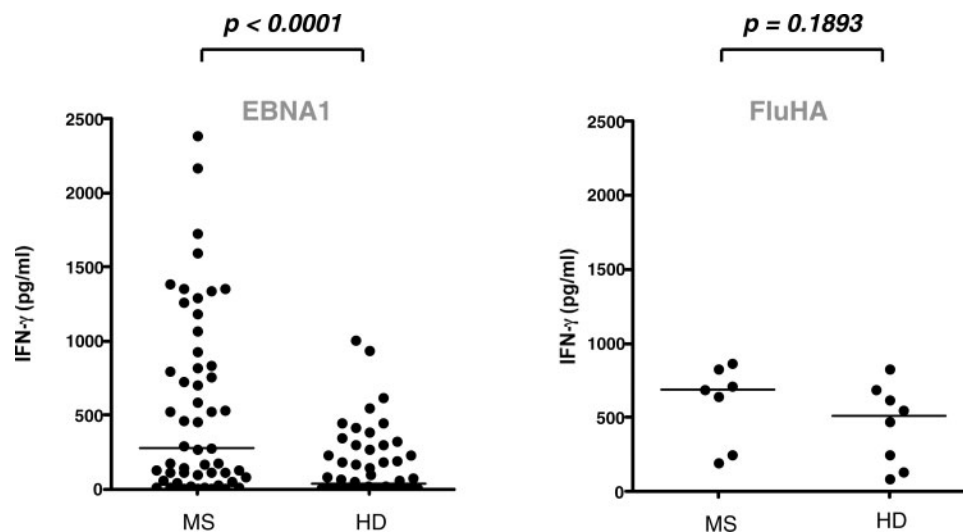 p < 0.0001
EBNA1
IFN-γ (pg/ml)
2500
2000
1500
1000
500
0
MS
HD
p = 0.1893
FluHA
IFN-γ (pg/ml)
2500
2000
1500
1000
500
0
MS
HD